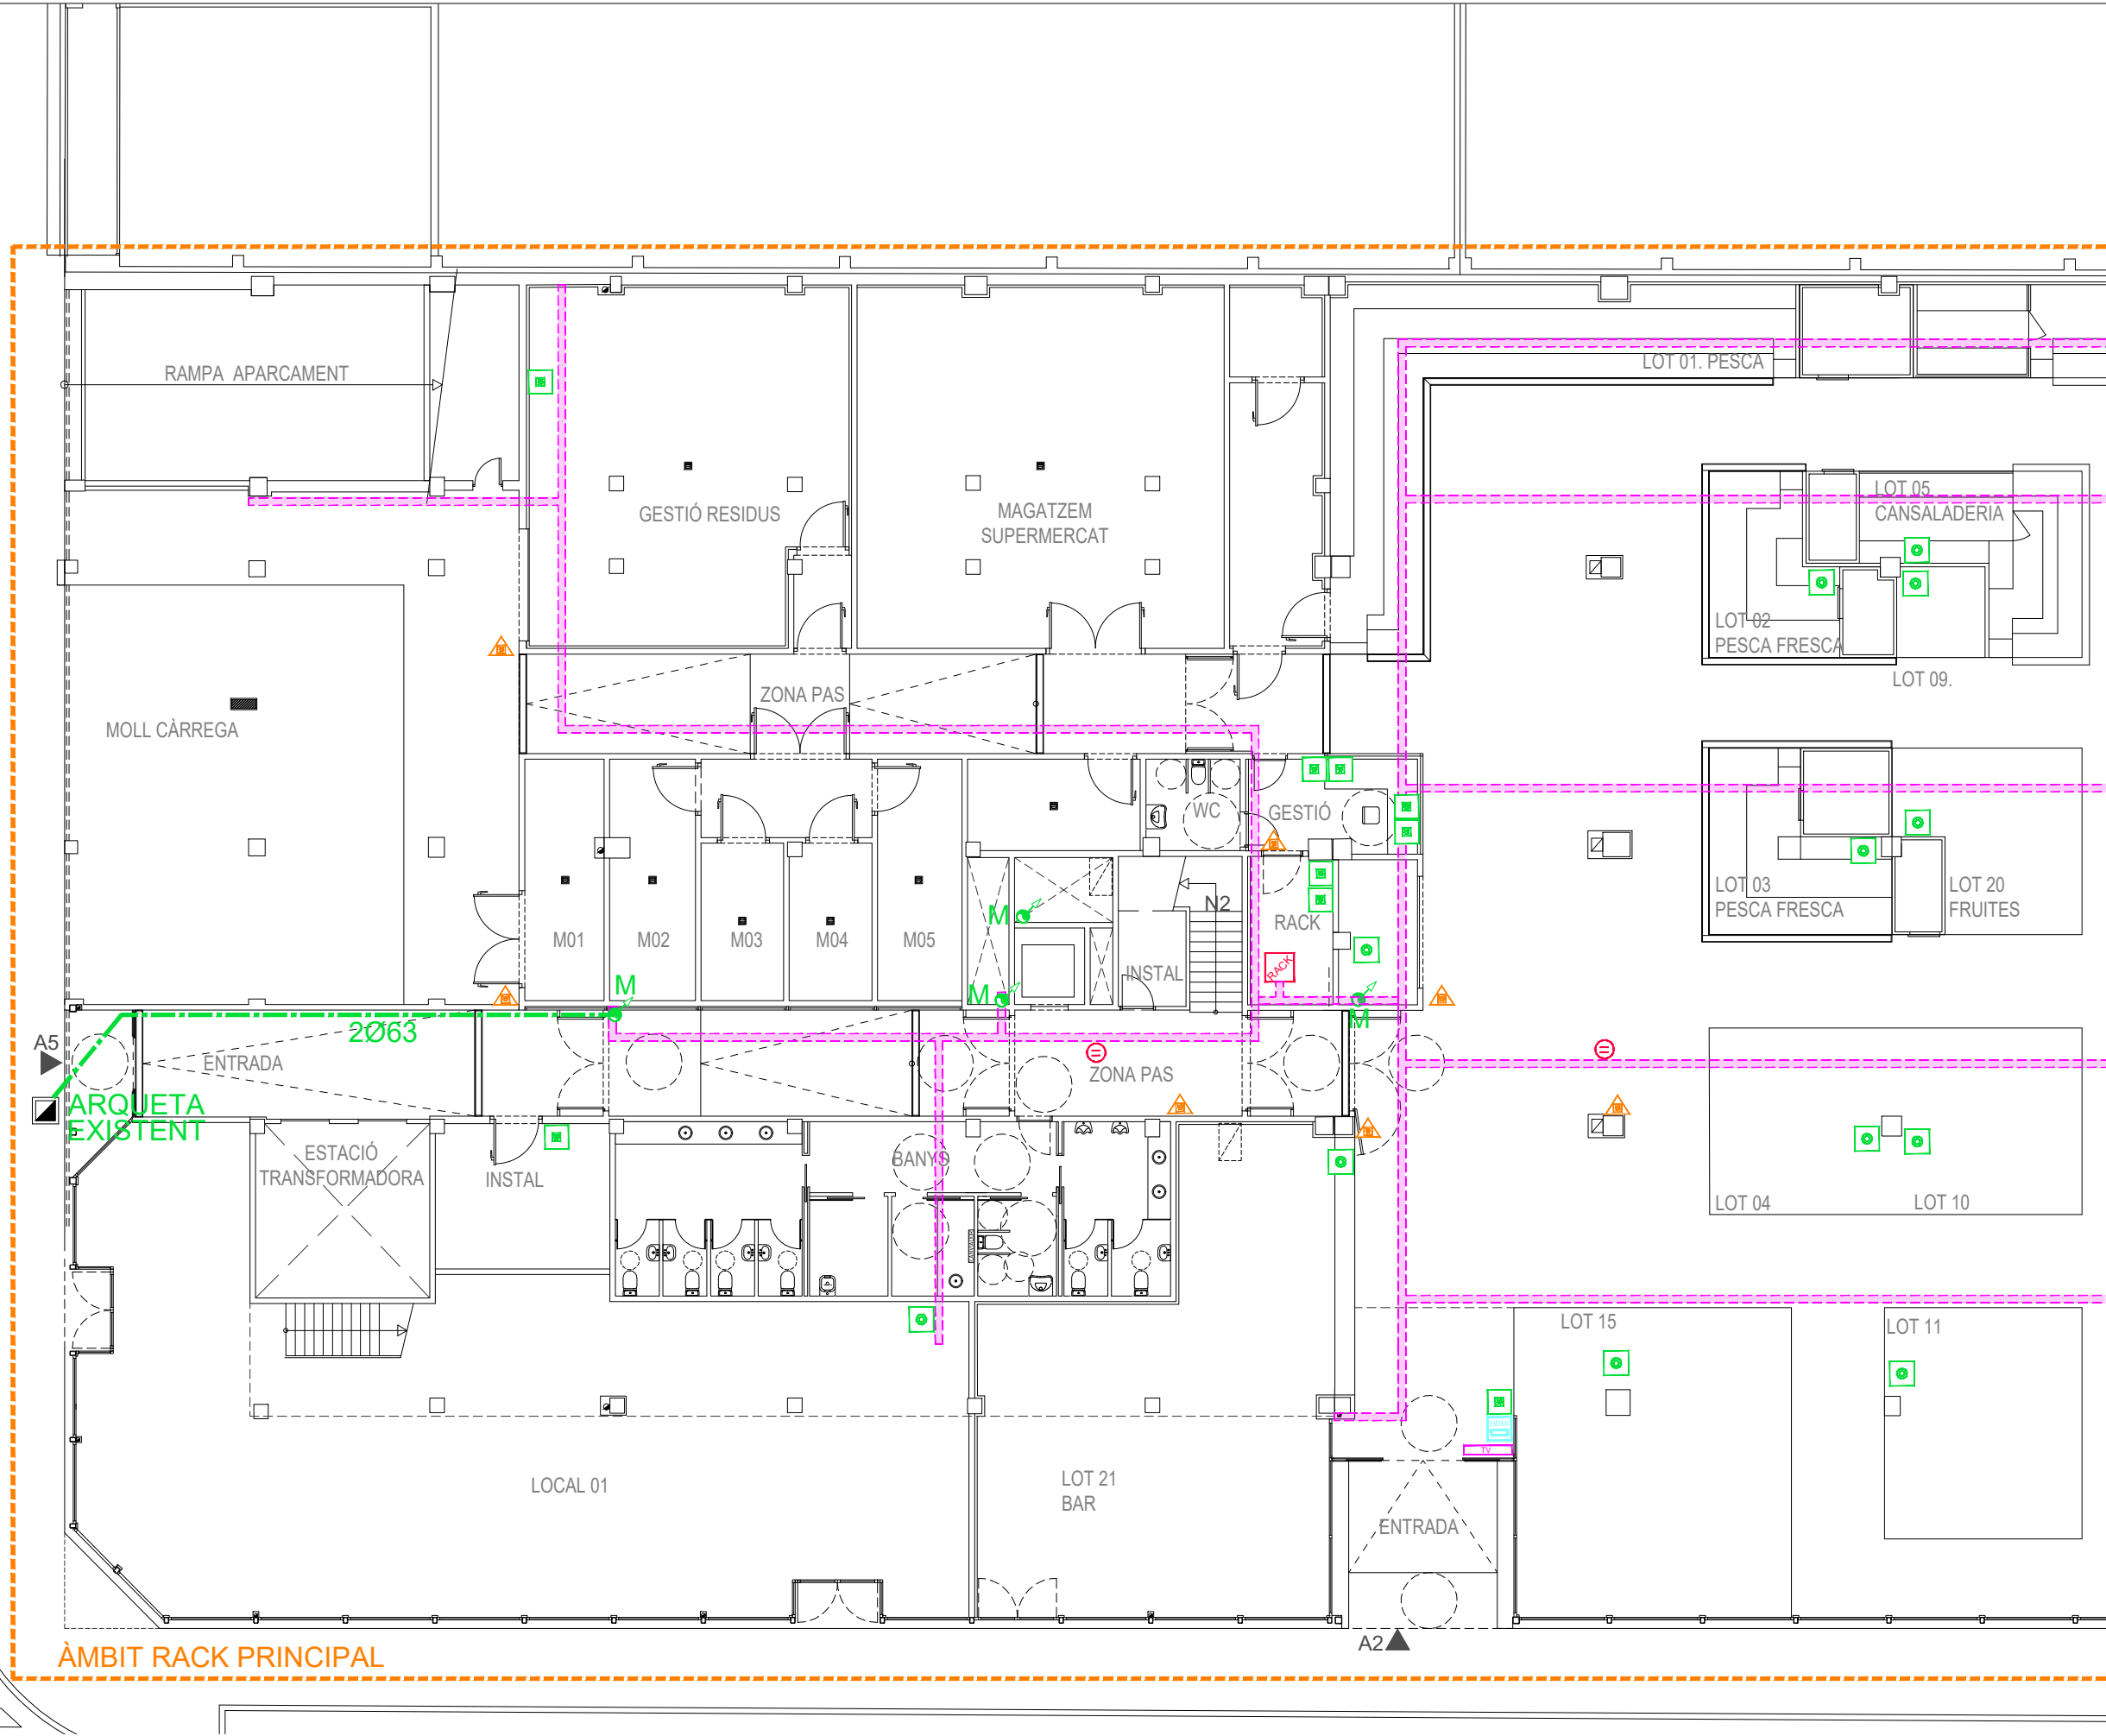 RAMPA APARCAMENT
LOT 01. PESCA
GESTIÓ RESIDUS
MAGATZEM
SUPERMERCAT
LOT 05
CANSALADERIA
LOT 02
PESCA FRESCA
LOT 09.
MOLL CÀRREGA
ZONA PAS
WC
GESTIÓ
M01
M02
M03
M04
M05
M
M
M
M
INSTAL
N2
RACK
RACK
LOT 03
PESCA FRESCA
LOT 20
FRUITES
A5
2Ø63
ENTRADA
ARQUETA
EXISTENT
ZONA PAS
ESTACIÓ
TRANSFORMADORA
INSTAL
BANYS
LOT 04
LOT 10
LOT 15
LOT 11
TV
LOCAL 01
LOT 21
BAR
ENTRADA
A2
ÀMBIT RACK PRINCIPAL